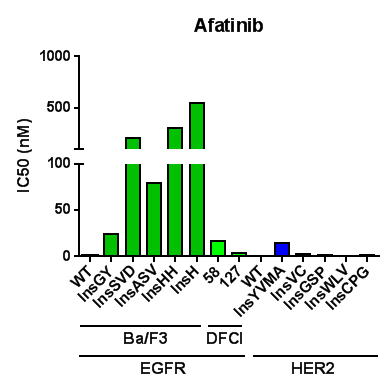 Afatinib
IC50 (nM)
1000
500
100
50
0
WT InsGY InsSVD InsASV InsHH InsH 58 127 WT InsYVMA InsVC InsGSP InsWLV InsCPG
Ba/F3 DFCI
EGFR HER2